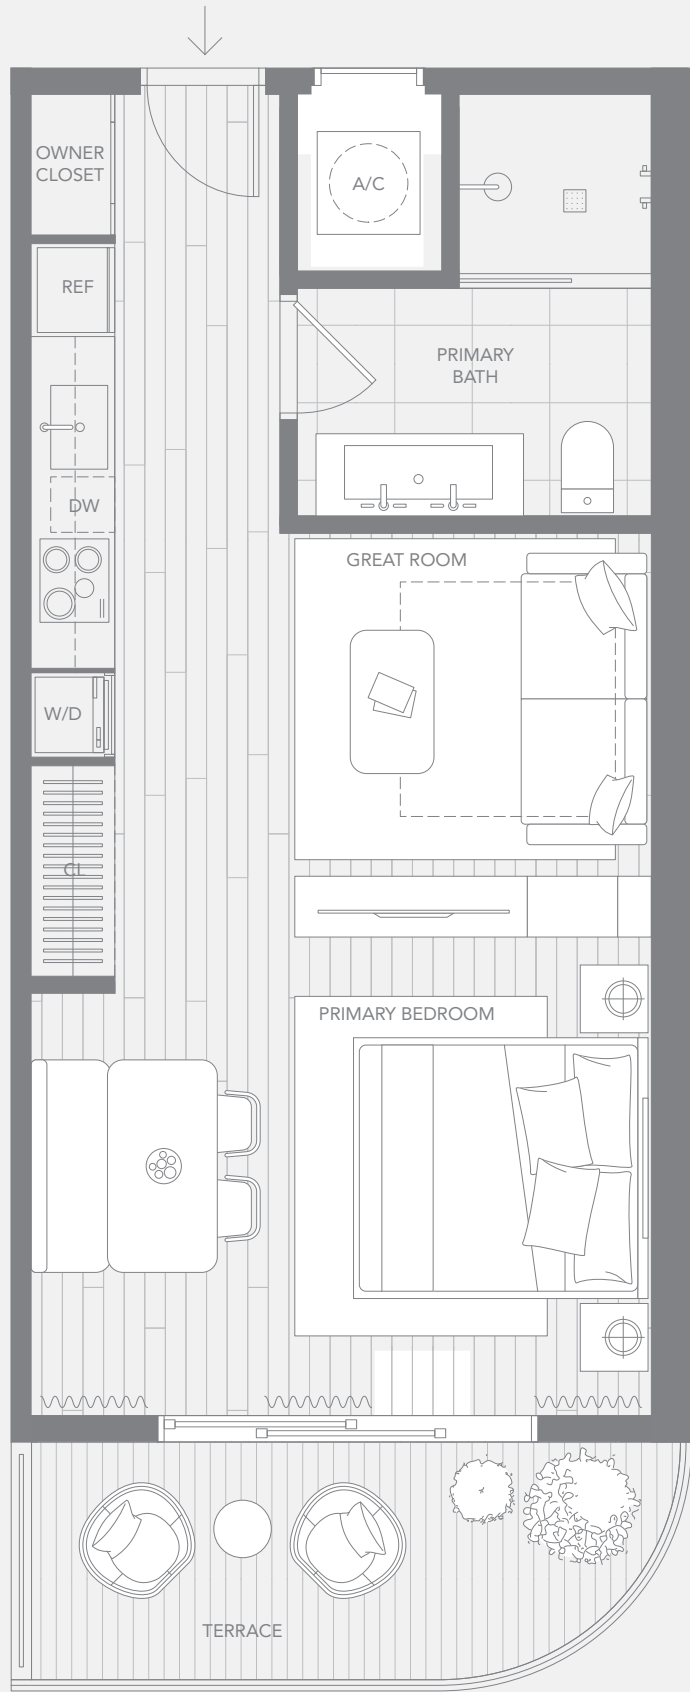 OWNER
CLOSET
A/C
REF
PRIMARY
BATH
DW
GREAT ROOM
W/D
CL
PRIMARY BEDROOM
TERRACE